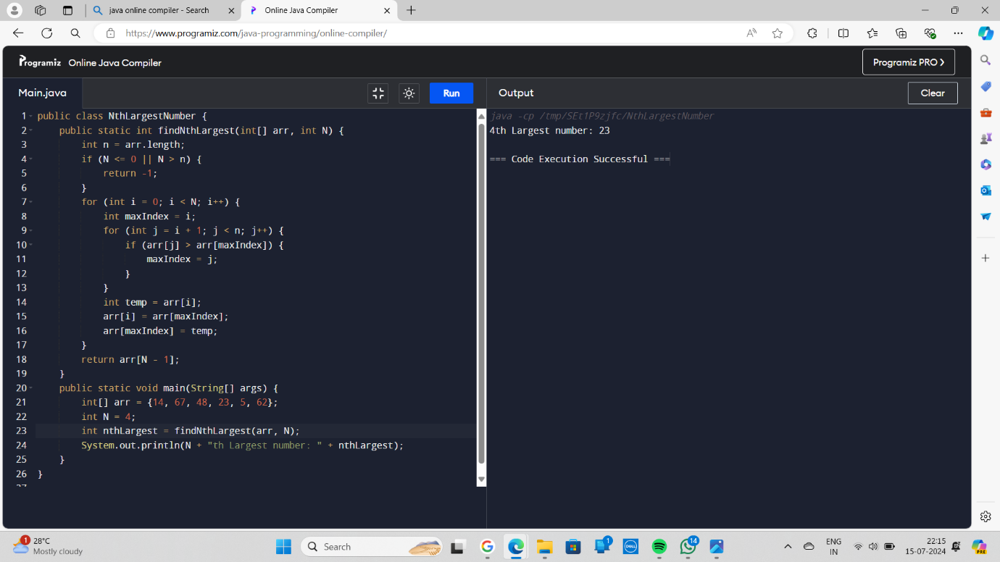 java online compiler - Search
Online Java Compiler
https://www.programiz.com/java-programming/online-compiler/
Programiz Online Java Compiler
Programiz PRO
Main.java
Run
Output
Clear
1 public class NthLargestNumber {
2     public static int findNthLargest(int[] arr, int N) {
3         int n = arr.length;
4         if (N <= 0 || N > n) {
5             return -1;
6         }
7         for (int i = 0; i < N; i++) {
8             int maxIndex = i;
9             for (int j = i + 1; j < n; j++) {
10                 if (arr[j] > arr[maxIndex]) {
11                     maxIndex = j;
12                 }
13             }
14             int temp = arr[i];
15             arr[i] = arr[maxIndex];
16             arr[maxIndex] = temp;
17         }
18         return arr[N - 1];
19     }
20     public static void main(String[] args) {
21         int[] arr = {14, 67, 48, 23, 5, 62};
22         int N = 4;
23         int nthLargest = findNthLargest(arr, N);
24         System.out.println(N + "th Largest number: " + nthLargest);
25     }
26 }
27
java -cp /tmp/SEt1P9zjfc/NthLargestNumber
4th Largest number: 23
=== Code Execution Successful ===
1
28°C
Mostly cloudy
Search
1
DELL
14
ENG
IN
22:15
15-07-2024
PRE